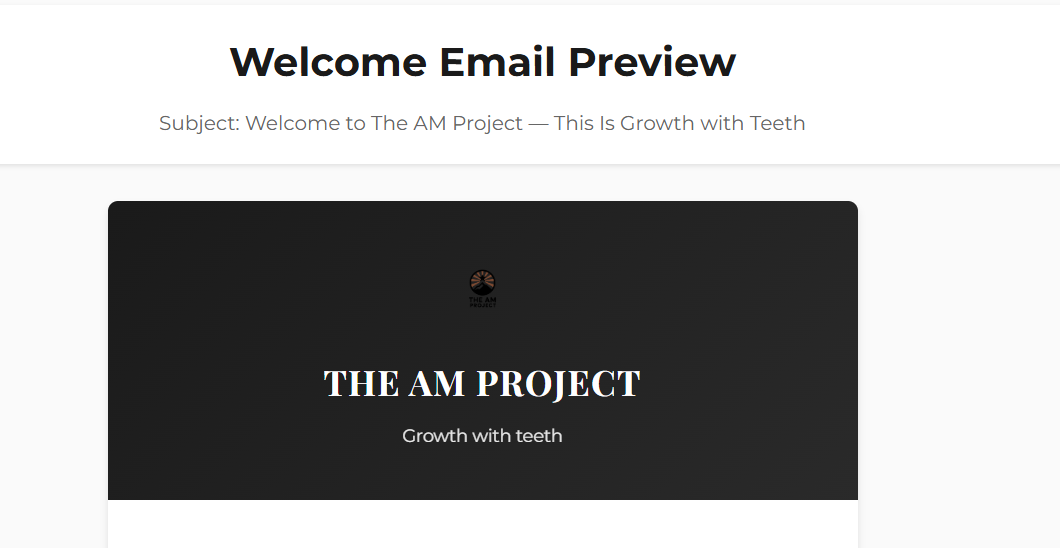 Welcome Email Preview
Subject: Welcome to The AM Project — This Is Growth with Teeth
THE AM
PROJECT
THE AM PROJECT
Growth with teeth